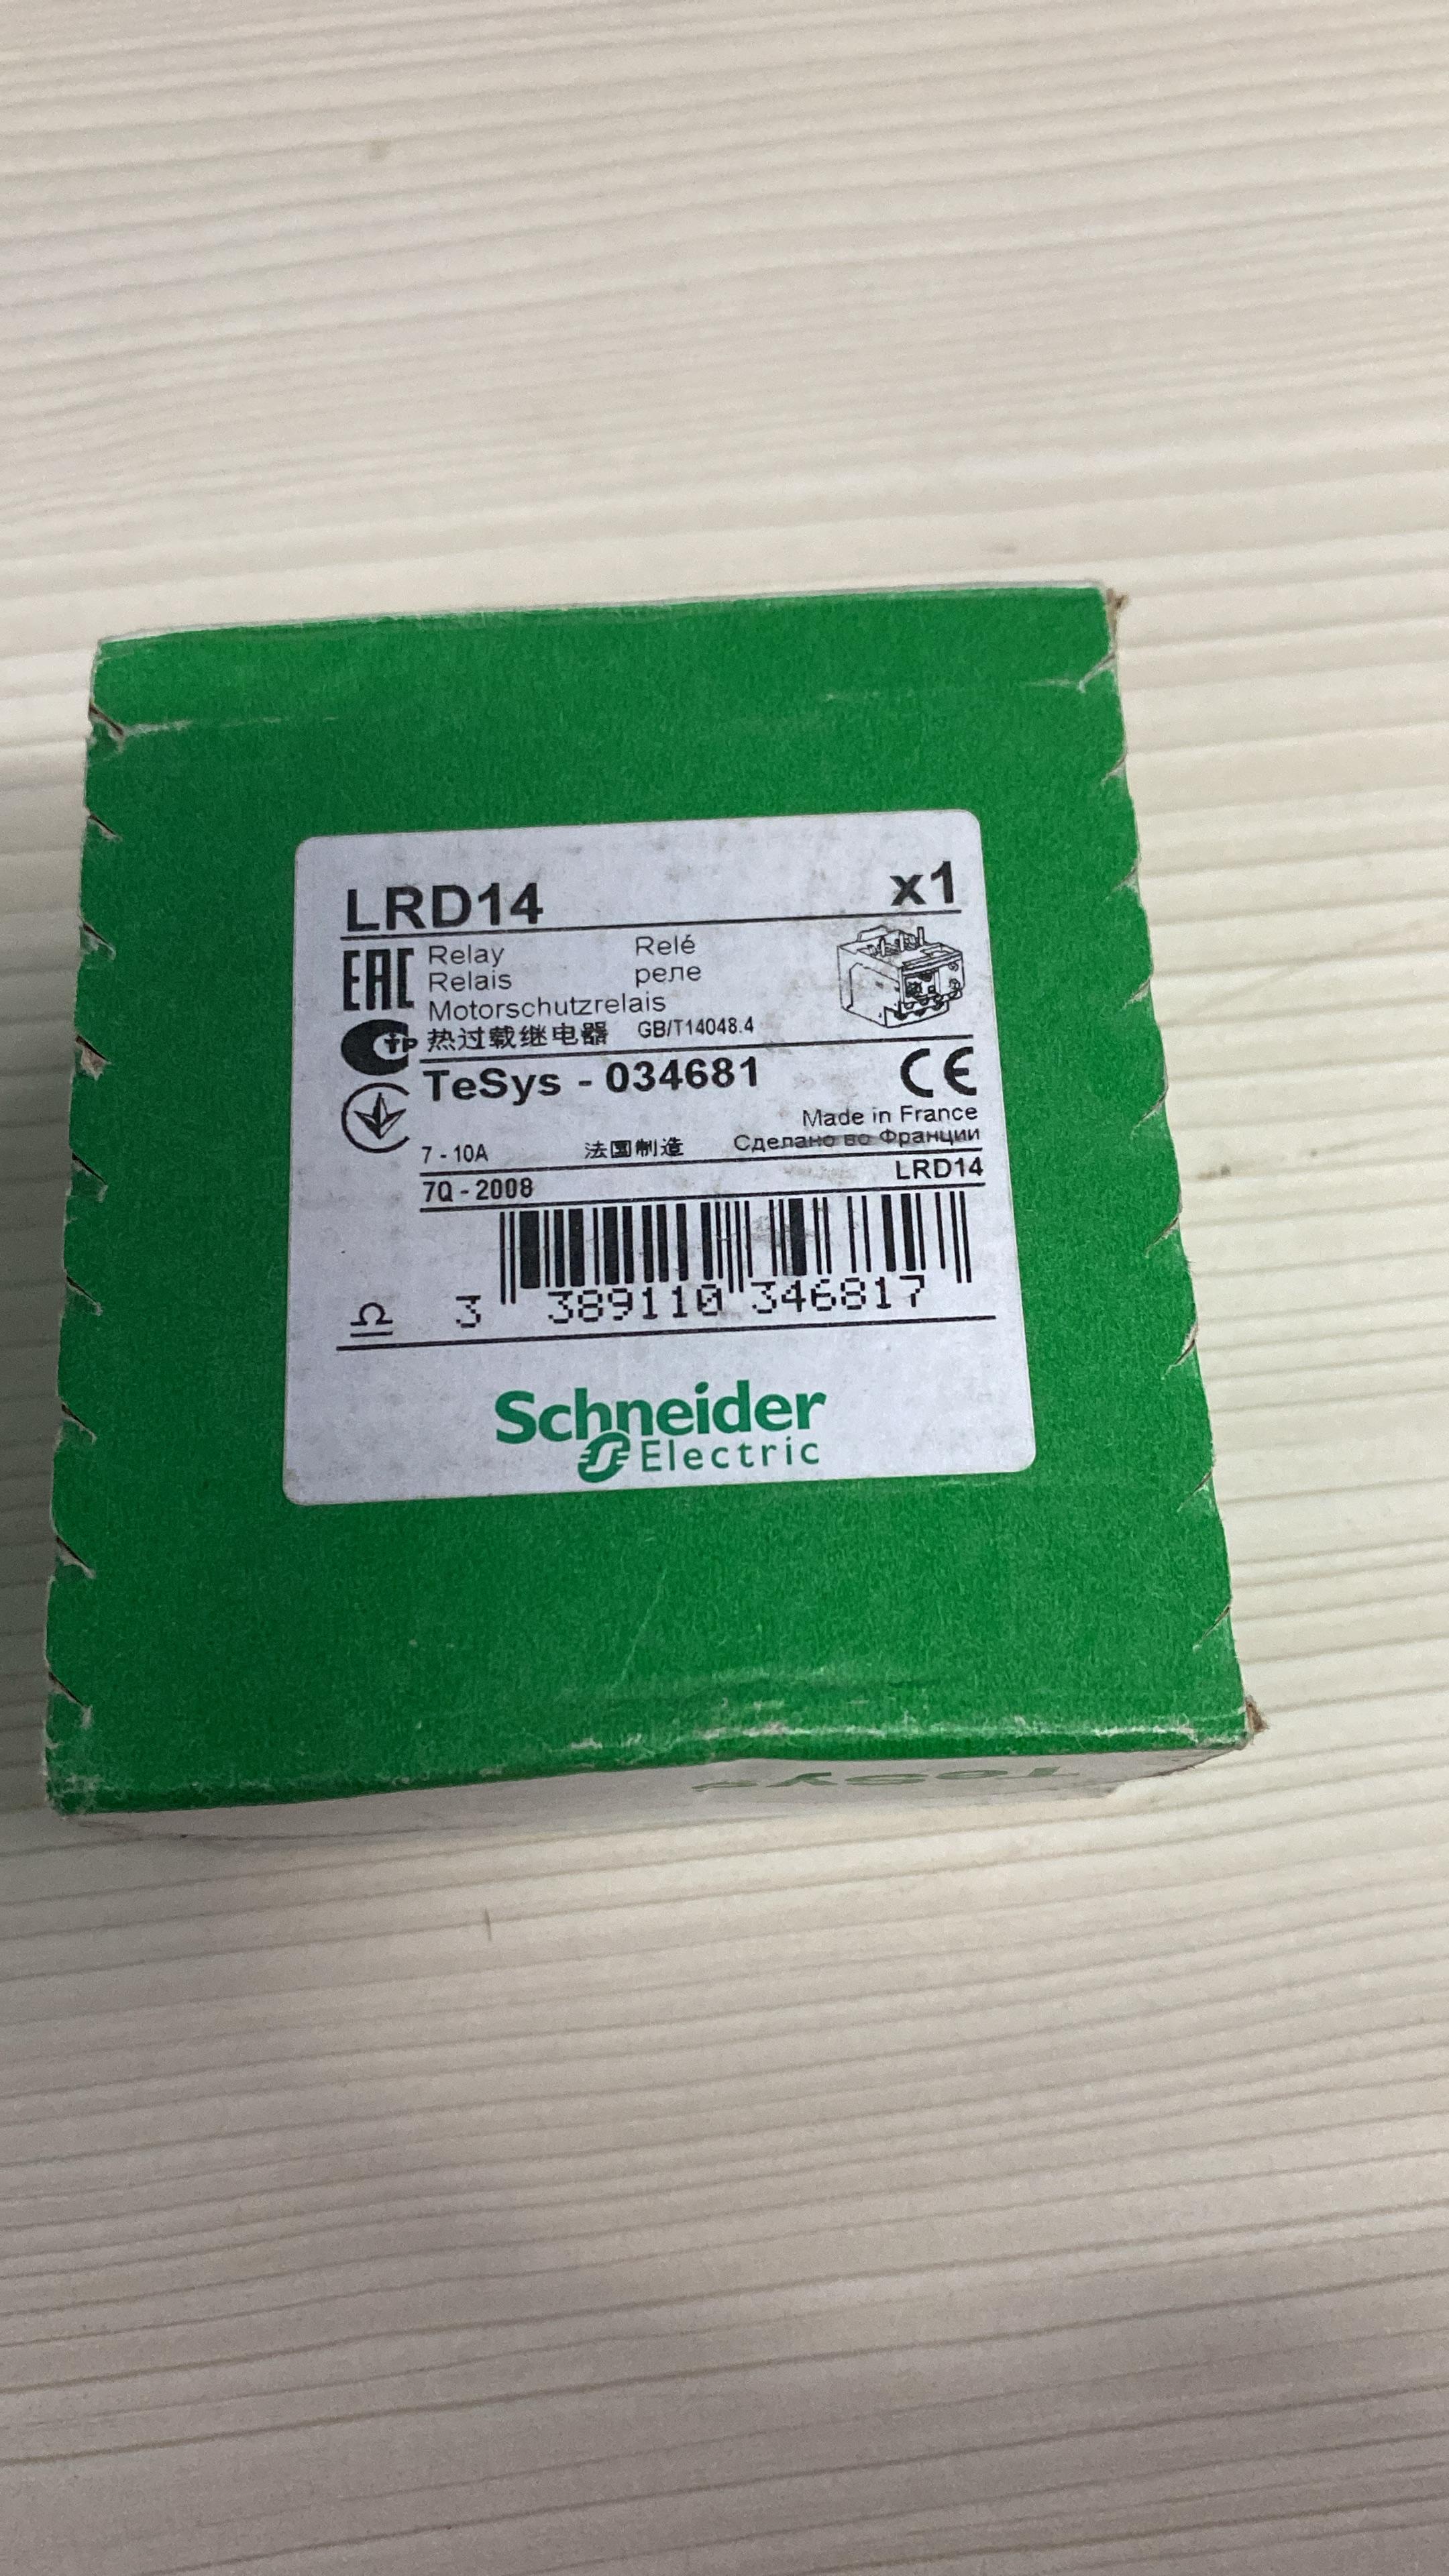 LRD14 x1
EAC Relay Relé
Relais реле
Motorschutzrelais
热过载继电器 GB/T14048.4
TeSys - 034681 CE
Made in France
7 - 10A 法国制造 Сделано во Франции
7Q - 2008 LRD14
3 389110 346817
Schneider
Electric
TeSys